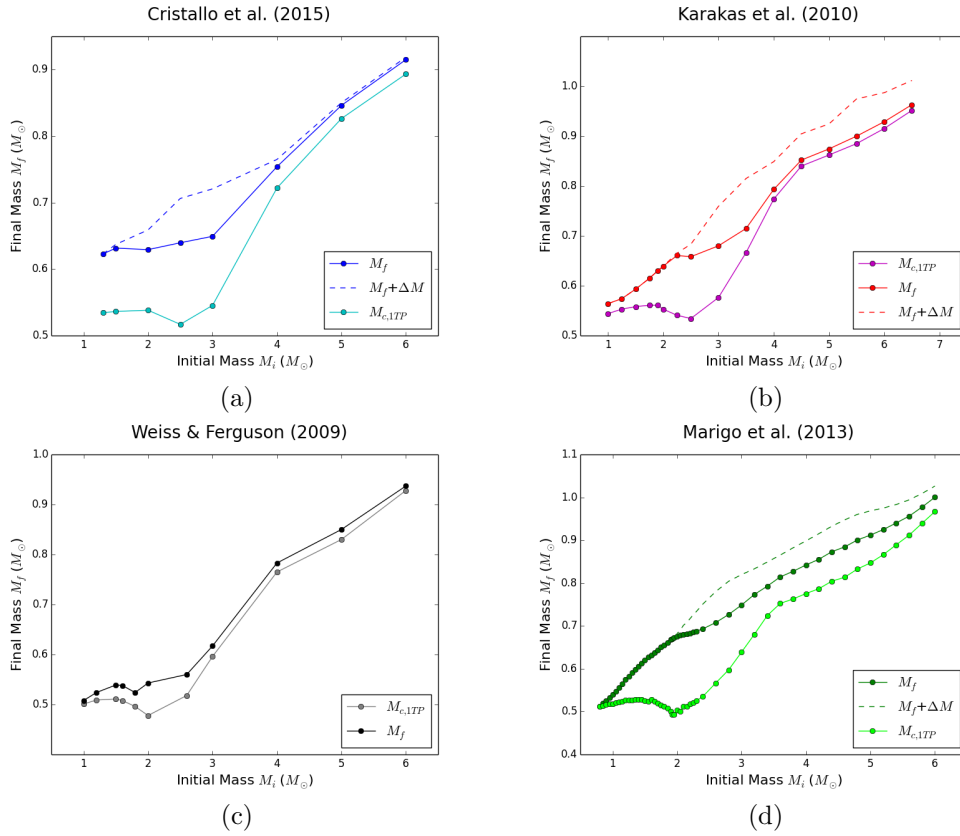 Cristallo et al. (2015)
Final Mass M_f (M_⊙)
0.9
0.8
0.7
0.6
0.5
M_f
M_f+ΔM
M_{c,1TP}
1 2 3 4 5 6
Initial Mass M_i (M_⊙)
(a)
Karakas et al. (2010)
Final Mass M_f (M_⊙)
1.0
0.9
0.8
0.7
0.6
0.5
M_{c,1TP}
M_f
M_f+ΔM
1 2 3 4 5 6 7
Initial Mass M_i (M_⊙)
(b)
Weiss & Ferguson (2009)
Final Mass M_f (M_⊙)
0.9
0.8
0.7
0.6
0.5
M_{c,1TP}
M_f
1 2 3 4 5 6
Initial Mass M_i (M_⊙)
(c)
Marigo et al. (2013)
Final Mass M_f (M_⊙)
1.1
1.0
0.9
0.8
0.7
0.6
0.5
0.4
M_f
M_f+ΔM
M_{c,1TP}
1 2 3 4 5 6
Initial Mass M_i (M_⊙)
(d)